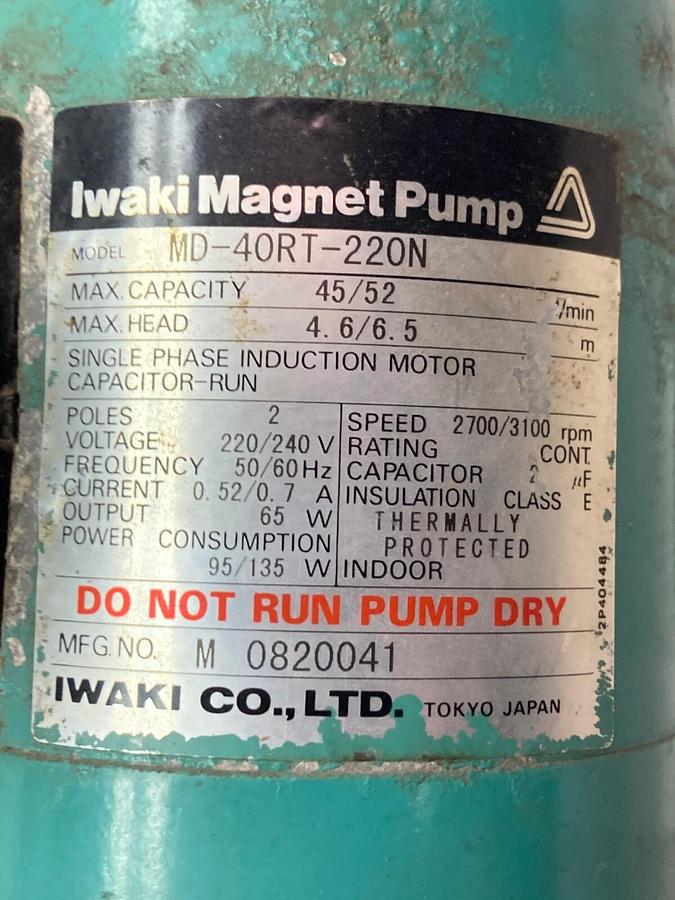 Iwaki Magnet Pump
MODEL MD-40RT-220N
MAX. CAPACITY 45/52 ℓ/min
MAX. HEAD 4.6/6.5 m
SINGLE PHASE INDUCTION MOTOR
CAPACITOR-RUN
POLES 2
VOLTAGE 220/240 V
FREQUENCY 50/60 Hz
CURRENT 0.52/0.7 A
OUTPUT 65 W
POWER CONSUMPTION
95/135 W
SPEED 2700/3100 rpm
RATING CONT
CAPACITOR 2 μF
INSULATION CLASS E
THERMALLY
PROTECTED
INDOOR
DO NOT RUN PUMP DRY
MFG. NO. M 0820041
IWAKI CO., LTD. TOKYO JAPAN